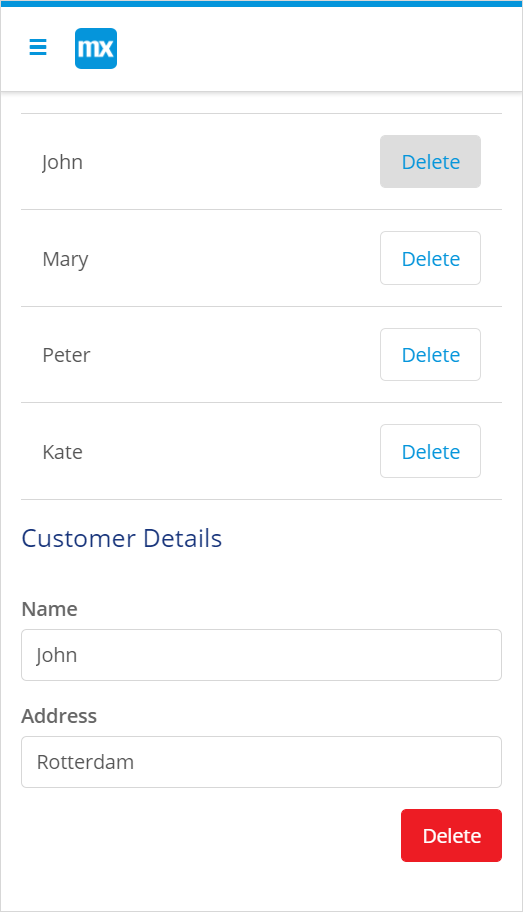 mx
John Delete
Mary Delete
Peter Delete
Kate Delete
Customer Details
Name
John
Address
Rotterdam
Delete